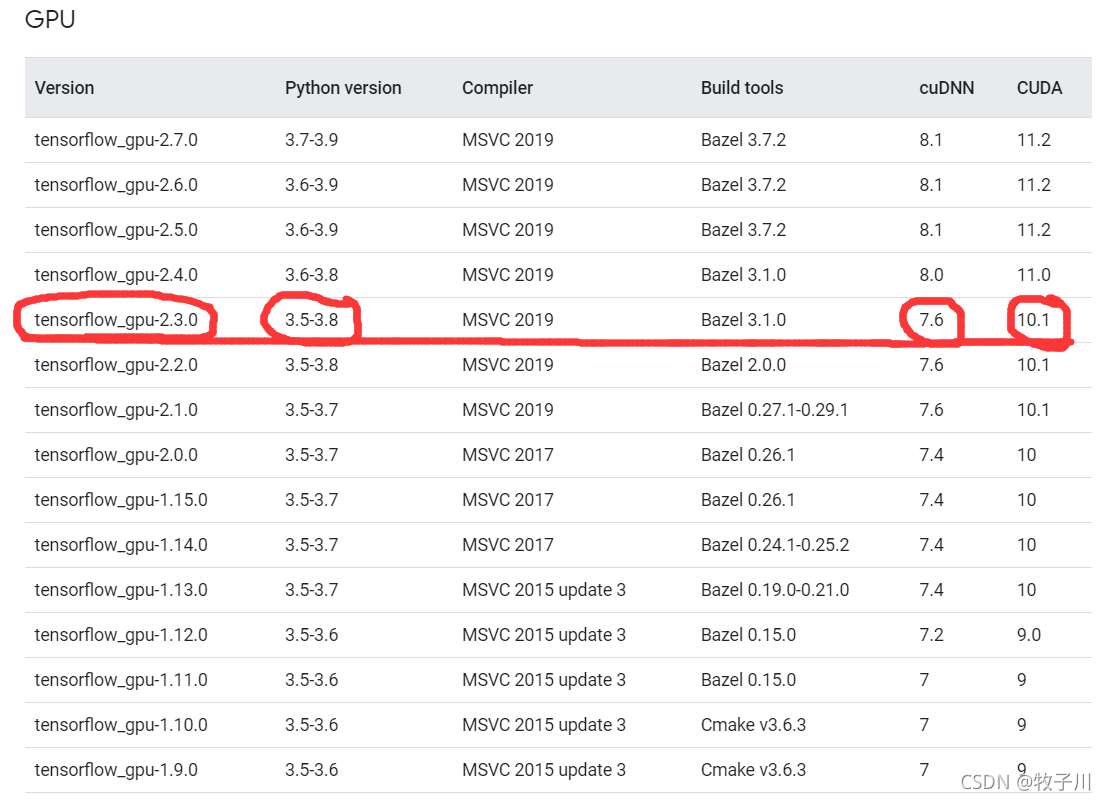 GPU
Version Python version Compiler Build tools cuDNN CUDA
tensorflow_gpu-2.7.0 3.7-3.9 MSVC 2019 Bazel 3.7.2 8.1 11.2
tensorflow_gpu-2.6.0 3.6-3.9 MSVC 2019 Bazel 3.7.2 8.1 11.2
tensorflow_gpu-2.5.0 3.6-3.9 MSVC 2019 Bazel 3.7.2 8.1 11.2
tensorflow_gpu-2.4.0 3.6-3.8 MSVC 2019 Bazel 3.1.0 8.0 11.0
tensorflow_gpu-2.3.0 3.5-3.8 MSVC 2019 Bazel 3.1.0 7.6 10.1
tensorflow_gpu-2.2.0 3.5-3.8 MSVC 2019 Bazel 2.0.0 7.6 10.1
tensorflow_gpu-2.1.0 3.5-3.7 MSVC 2019 Bazel 0.27.1-0.29.1 7.6 10.1
tensorflow_gpu-2.0.0 3.5-3.7 MSVC 2017 Bazel 0.26.1 7.4 10
tensorflow_gpu-1.15.0 3.5-3.7 MSVC 2017 Bazel 0.26.1 7.4 10
tensorflow_gpu-1.14.0 3.5-3.7 MSVC 2017 Bazel 0.24.1-0.25.2 7.4 10
tensorflow_gpu-1.13.0 3.5-3.7 MSVC 2015 update 3 Bazel 0.19.0-0.21.0 7.4 10
tensorflow_gpu-1.12.0 3.5-3.6 MSVC 2015 update 3 Bazel 0.15.0 7.2 9.0
tensorflow_gpu-1.11.0 3.5-3.6 MSVC 2015 update 3 Bazel 0.15.0 7 9
tensorflow_gpu-1.10.0 3.5-3.6 MSVC 2015 update 3 Cmake v3.6.3 7 9
tensorflow_gpu-1.9.0 3.5-3.6 MSVC 2015 update 3 Cmake v3.6.3 7 9
CSDN @牧子川